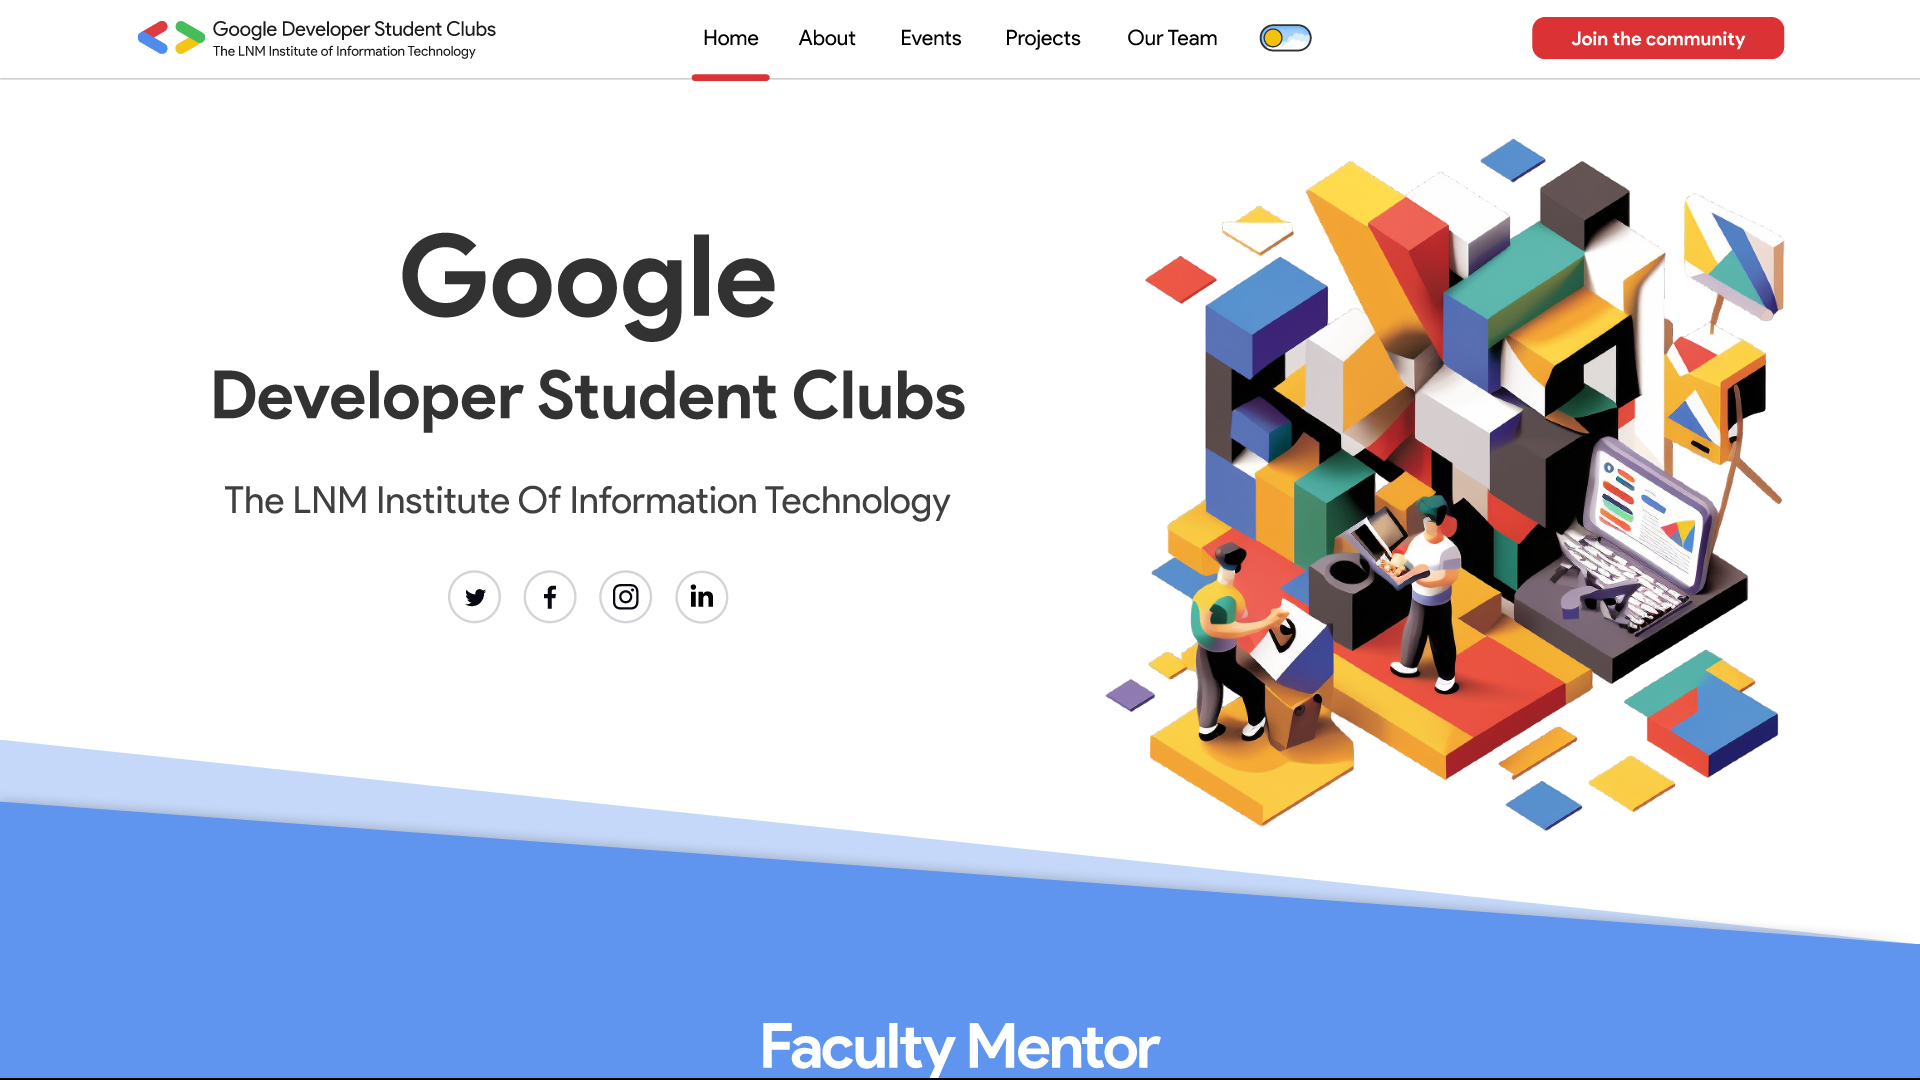 Google Developer Student Clubs
The LNM Institute of Information Technology
Home
About
Events
Projects
Our Team
Join the community
Google
Developer Student Clubs
The LNM Institute Of Information Technology
Faculty Mentor